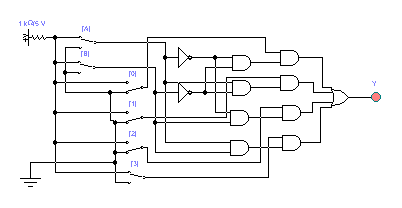 1 kΩ/5 V
[A]
[B]
[0]
[1]
[2]
[3]
Y